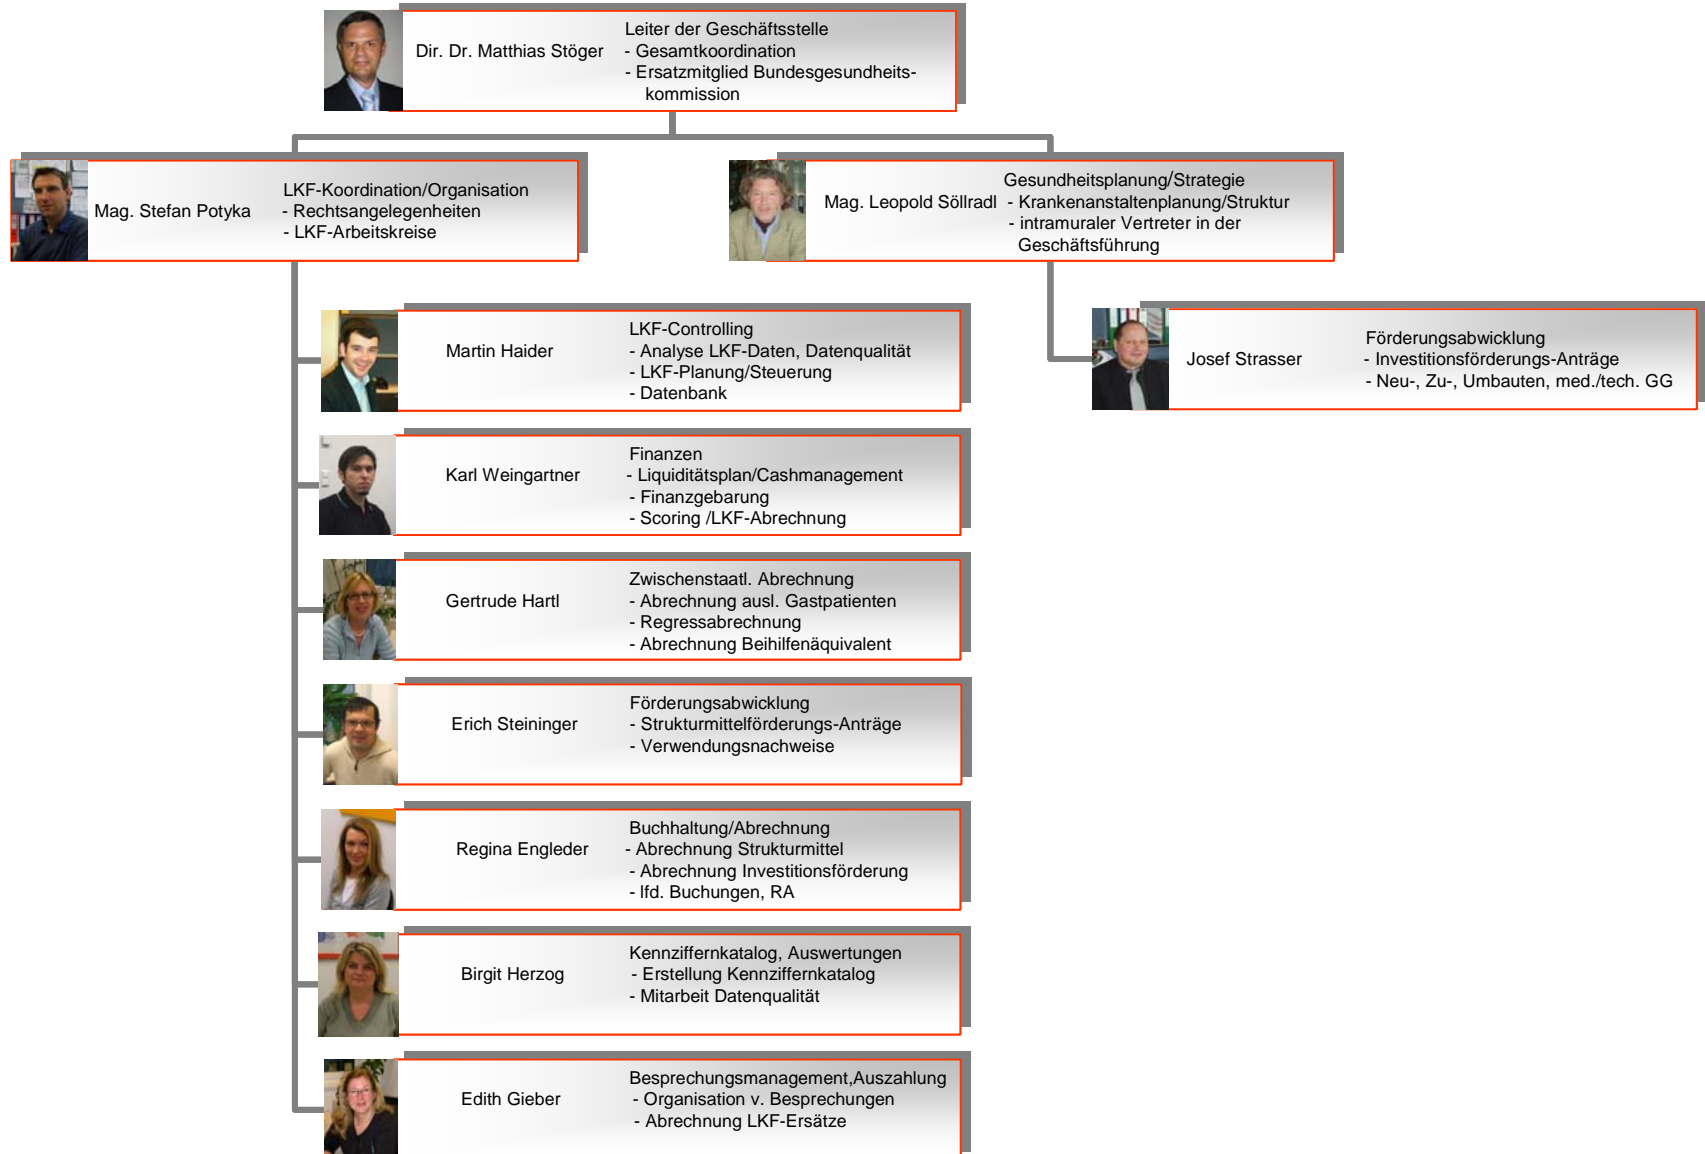 Dir. Dr. Matthias Stöger
Leiter der Geschäftsstelle
- Gesamtkoordination
- Ersatzmitglied Bundesgesundheits-
kommission
Mag. Stefan Potyka
LKF-Koordination/Organisation
- Rechtsangelegenheiten
- LKF-Arbeitskreise
Mag. Leopold Söllradl
Gesundheitsplanung/Strategie
- Krankenanstaltenplanung/Struktur
- intramuraler Vertreter in der
Geschäftsführung
Martin Haider
LKF-Controlling
- Analyse LKF-Daten, Datenqualität
- LKF-Planung/Steuerung
- Datenbank
Josef Strasser
Förderungsabwicklung
- Investitionsförderungs-Anträge
- Neu-, Zu-, Umbauten, med./tech. GG
Karl Weingartner
Finanzen
- Liquiditätsplan/Cashmanagement
- Finanzgebarung
- Scoring /LKF-Abrechnung
Gertrude Hartl
Zwischenstaatl. Abrechnung
- Abrechnung ausl. Gastpatienten
- Regressabrechnung
- Abrechnung Beihilfenäquivalent
Erich Steininger
Förderungsabwicklung
- Strukturmittelförderungs-Anträge
- Verwendungsnachweise
Regina Engleder
Buchhaltung/Abrechnung
- Abrechnung Strukturmittel
- Abrechnung Investitionsförderung
- lfd. Buchungen, RA
Birgit Herzog
Kennziffernkatalog, Auswertungen
- Erstellung Kennziffernkatalog
- Mitarbeit Datenqualität
Edith Gieber
Besprechungsmanagement,Auszahlung
- Organisation v. Besprechungen
- Abrechnung LKF-Ersätze